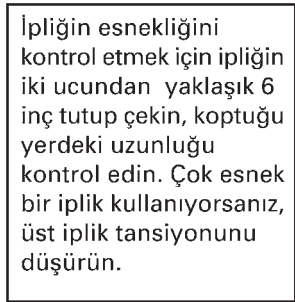 İpliğin esnekliğini
kontrol etmek için ipliğin
iki ucundan yaklaşık 6
inç tutup çekin, koptuğu
yerdeki uzunluğu
kontrol edin. Çok esnek
bir iplik kullanıyorsanız,
üst iplik tansiyonunu
düşürün.